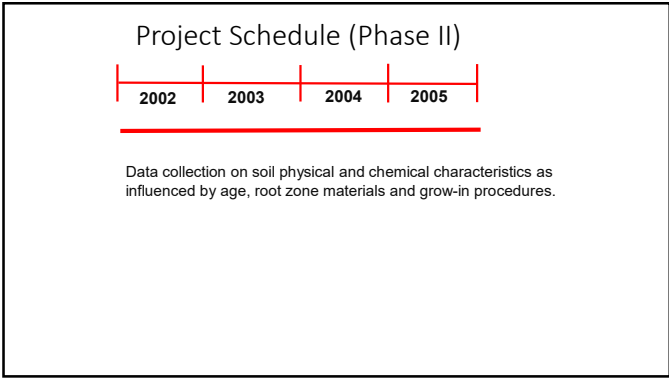 Project Schedule (Phase II)
2002 2003 2004 2005
Data collection on soil physical and chemical characteristics as
influenced by age, root zone materials and grow-in procedures.